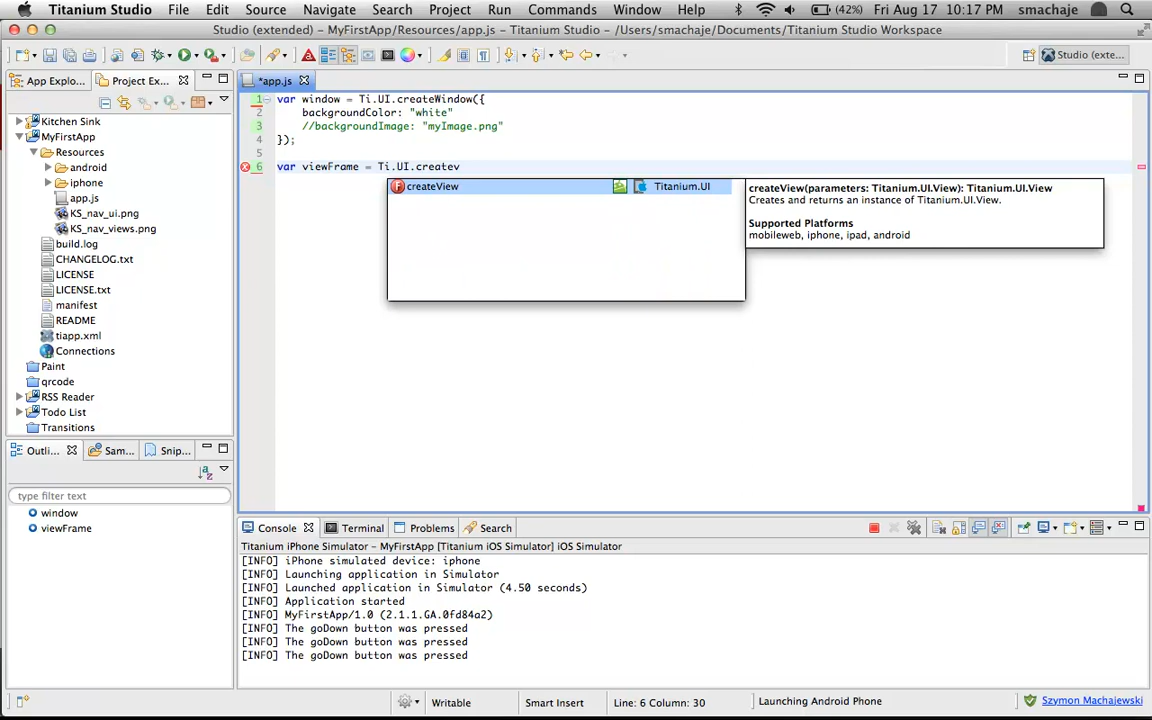 Titanium Studio File Edit Source Navigate Search Project Run Commands Window Help (42%) Fri Aug 17 10:17 PM smachaje
Studio (extended) - MyFirstApp/Resources/app.js - Titanium Studio - /Users/smachaje/Documents/Titanium Studio Workspace
Studio (exte...
App Explo... Project Ex...
*app.js
Kitchen Sink
MyFirstApp
Resources
android
iphone
app.js
KS_nav_ui.png
KS_nav_views.png
build.log
CHANGELOG.txt
LICENSE
LICENSE.txt
manifest
README
tiapp.xml
Connections
Paint
qrcode
RSS Reader
Todo List
Transitions
1 var window = Ti.UI.createWindow({
2 backgroundColor: "white"
3 //backgroundImage: "myImage.png"
4 });
5
6 var viewFrame = Ti.UI.createv
createView Titanium.UI
createView(parameters: Titanium.UI.View): Titanium.UI.View
Creates and returns an instance of Titanium.UI.View.
Supported Platforms
mobileweb, iphone, ipad, android
Outli... Sam... Snip...
type filter text
window
viewFrame
Console Terminal Problems Search
Titanium iPhone Simulator - MyFirstApp [Titanium iOS Simulator] iOS Simulator
[INFO] iPhone simulated device: iphone
[INFO] Launching application in Simulator
[INFO] Launched application in Simulator (4.50 seconds)
[INFO] Application started
[INFO] MyFirstApp/1.0 (2.1.1.GA.0fd84a2)
[INFO] The goDown button was pressed
[INFO] The goDown button was pressed
[INFO] The goDown button was pressed
Writable Smart Insert Line: 6 Column: 30 Launching Android Phone Szymon Machajewski